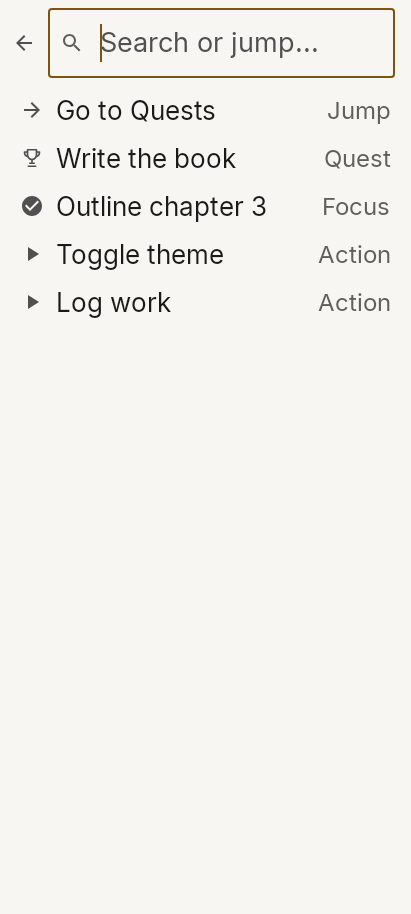 Search or jump...
Go to Quests Jump
Write the book Quest
Outline chapter 3 Focus
Toggle theme Action
Log work Action